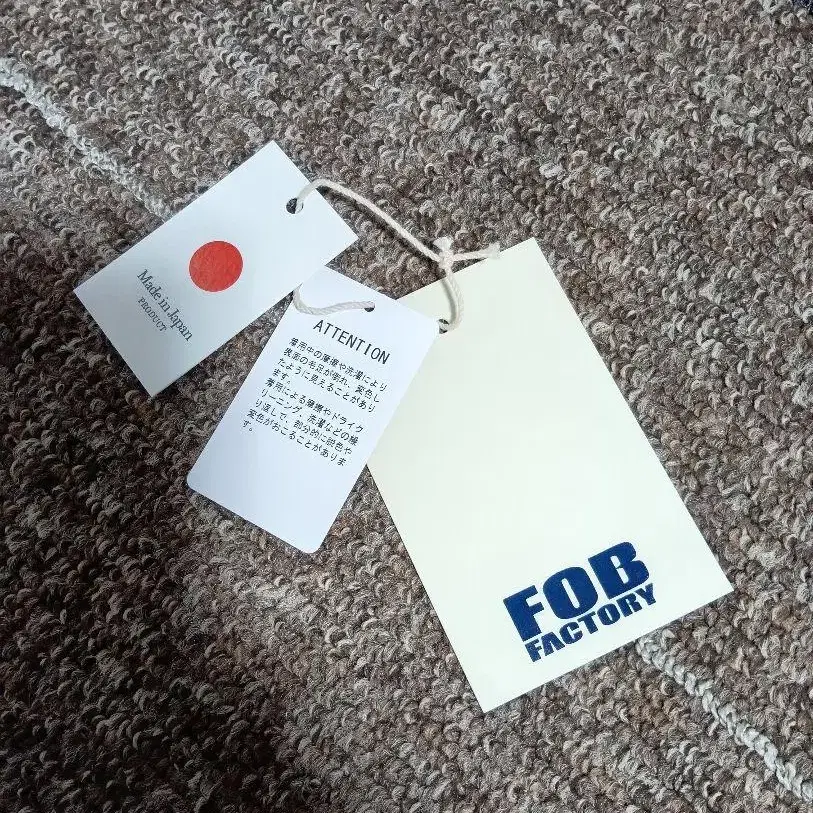 Made in Japan
PRODUCT
ATTENTION
着用中の摩擦や洗濯により
表面の毛足が倒れ、変色し
たように見えることがあり
ます。
着用による摩擦やドライク
リーニング、洗濯などの繰
り返しで、部分的に退色や
変色がおこることがありま
す。
FOB
FACTORY